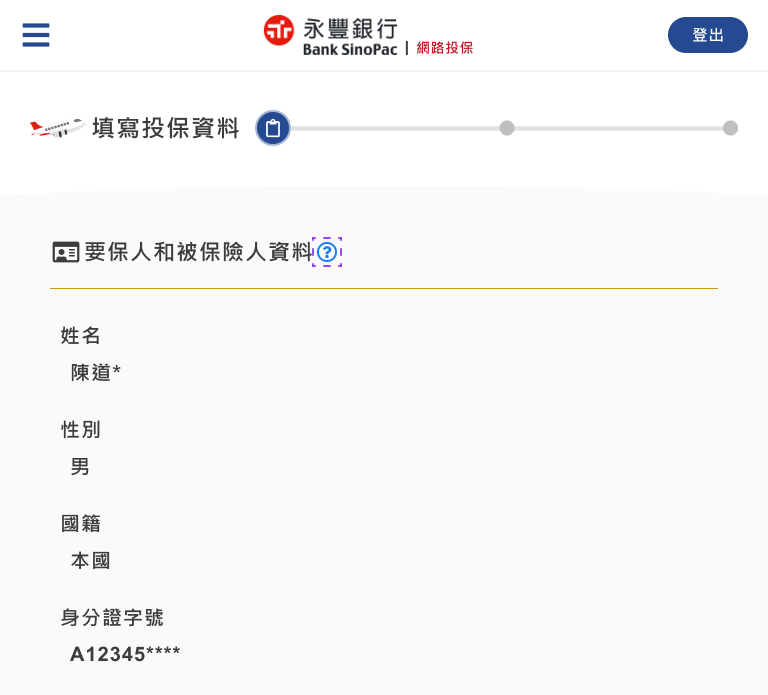 永豐銀行
Bank SinoPac | 網路投保
登出
填寫投保資料
要保人和被保險人資料
姓名
陳道*
性別
男
國籍
本國
身分證字號
A12345****